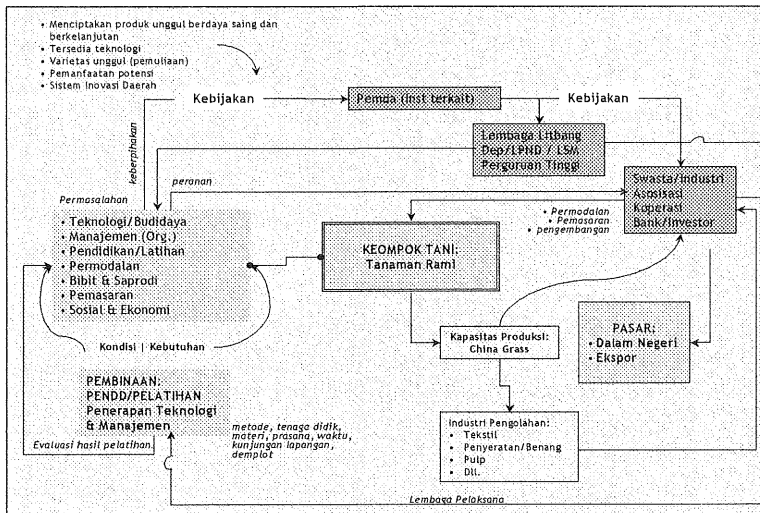 • Menciptakan produk unggul berdaya saing dan
berkelanjutan
• Tersedia teknologi
• Varietas unggul (pemuliaan)
• Pemanfaatan potensi
• Sistem Inovasi Daerah
Kebijakan
Pemda (Inst terkait)
Kebijakan
keberpihakan
Lembaga Litbang
Dep/LPND / LSM
Perguruan Tinggi
peranan
Swasta/Industri
Asosisasi
Koperasi
Bank/Investor
Permasalahan
• Teknologi/Budidaya
• Manajemen (Org.)
• Pendidikan/Latihan
• Permodalan
• Bibit & Saprodi
• Pemasaran
• Sosial & Ekonomi
• Permodalan
• Pemasaran
• pengembangan
KEOMPOK TANI:
Tanaman Rami
Kondisi | Kebutuhan
Kapasitas Produksi:
China Grass
PASAR:
• Dalam Negeri
• Ekspor
PEMBINAAN:
PENDD/PELATIHAN
Penerapan Teknologi
& Manajemen
Evaluasi hasil pelatihan.
metode, tenaga didik,
materi, prasana, waktu,
kunjungan lapangan,
demplot
Industri Pengolahan:
• Tekstil
• Penyeratan/Benang
• Pulp
• Dll.
Lembaga Pelaksana